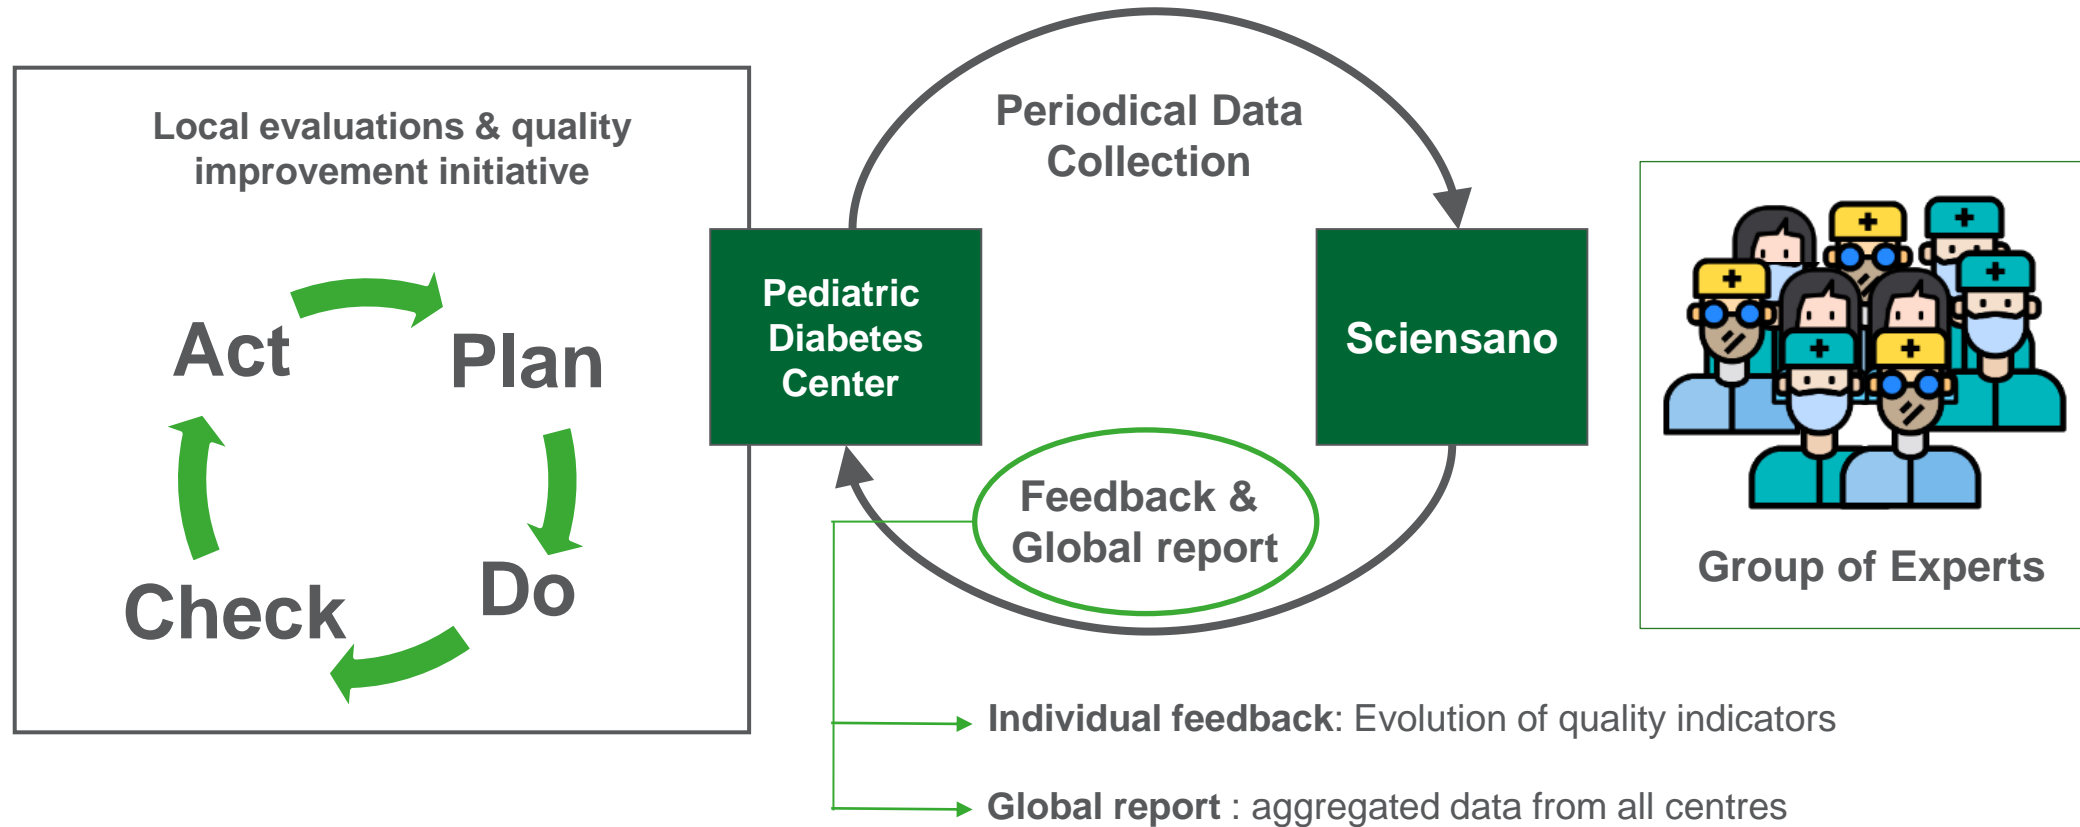 Local evaluations & quality
improvement initiative
Act
Plan
Do
Check
Pediatric
Diabetes
Center
Periodical Data
Collection
Sciensano
Feedback &
Global report
Group of Experts
Individual feedback: Evolution of quality indicators
Global report : aggregated data from all centres